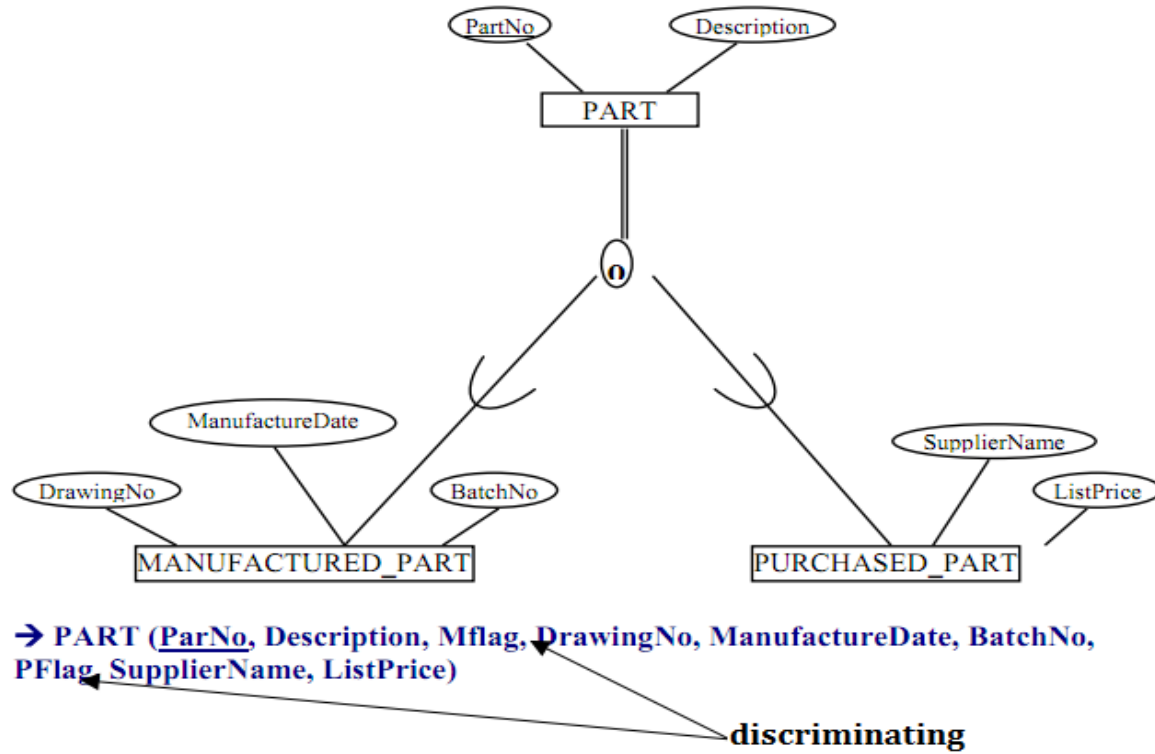 PartNo Description
PART
o
ManufactureDate
SupplierName
DrawingNo BatchNo ListPrice
MANUFACTURED_PART PURCHASED_PART
→ PART (ParNo, Description, Mflag, DrawingNo, ManufactureDate, BatchNo,
PFlag, SupplierName, ListPrice)
discriminating